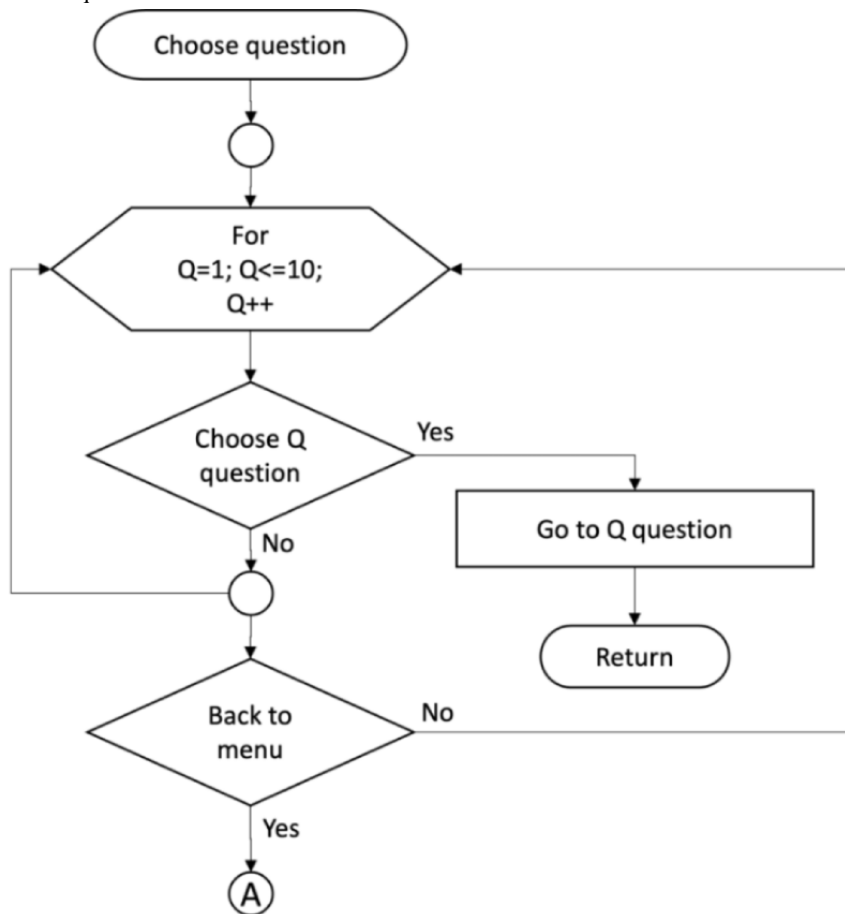 Choose question
For
Q=1; Q<=10;
Q++
Choose Q
question
Yes
No
Go to Q question
Return
Back to
menu
No
Yes
A